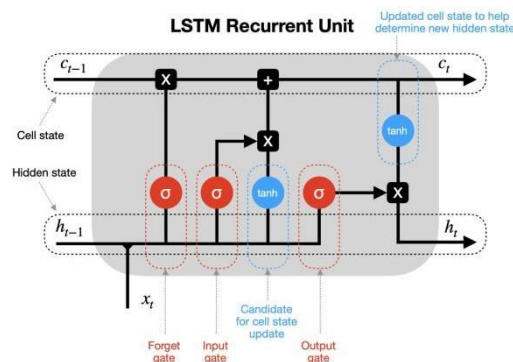 LSTM Recurrent Unit
Updated cell state to help
determine new hidden state
c_{t−1}
X
+
c_t
Cell state
X
tanh
Hidden state
σ
σ
tanh
σ
X
h_{t−1}
h_t
x_t
Forget
gate
Input
gate
Candidate
for cell state
update
Output
gate